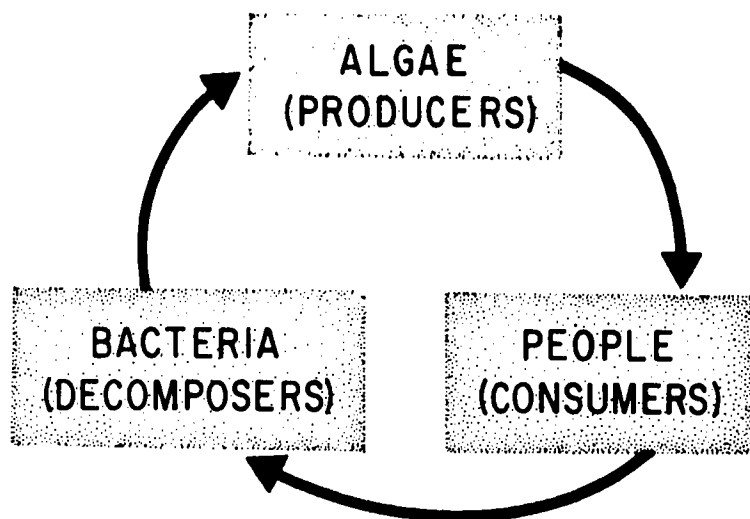 ALGAE
(PRODUCERS)
BACTERIA
(DECOMPOSERS)
PEOPLE
(CONSUMERS)